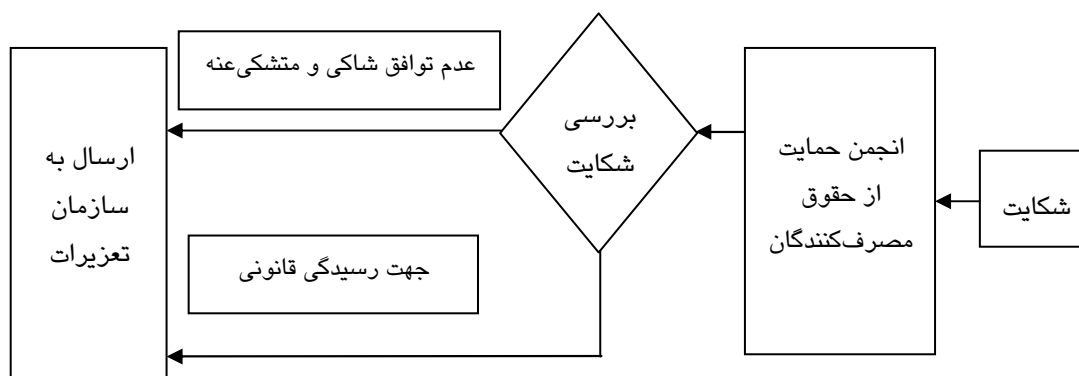 شکایت
انجمن حمایت
از حقوق
مصرف‌کنندگان
بررسی
شکایت
عدم توافق شاکی و متشکی‌عنه
جهت رسیدگی قانونی
ارسال به
سازمان
تعزیرات